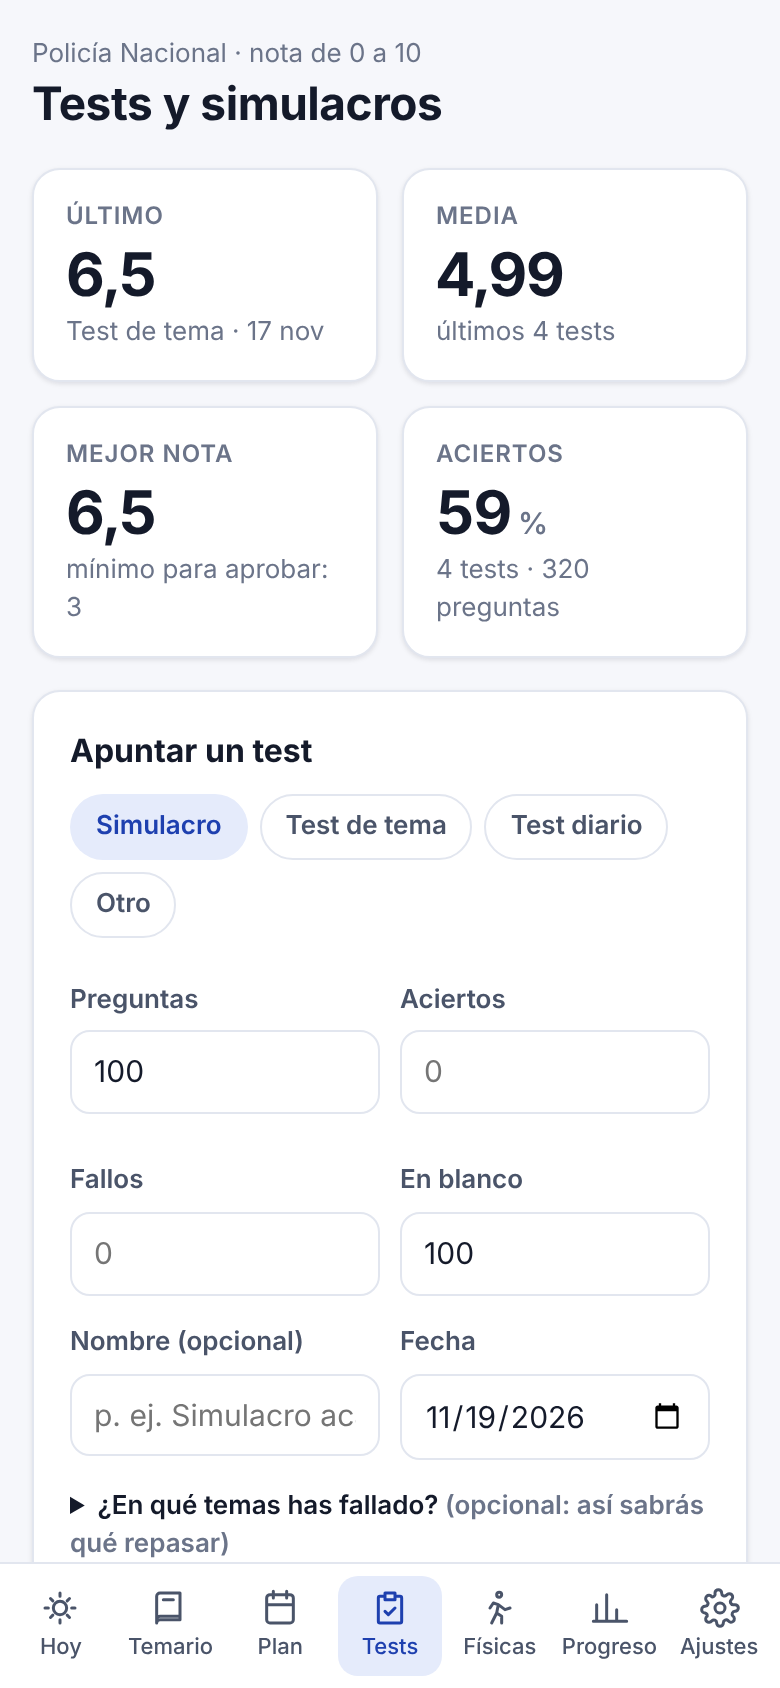 Policía Nacional · nota de 0 a 10
Tests y simulacros
ÚLTIMO
6,5
Test de tema · 17 nov
MEDIA
4,99
últimos 4 tests
MEJOR NOTA
6,5
mínimo para aprobar:
3
ACIERTOS
59 %
4 tests · 320
preguntas
Apuntar un test
Simulacro
Test de tema
Test diario
Otro
Preguntas
100
Aciertos
0
Fallos
0
En blanco
100
Nombre (opcional)
p. ej. Simulacro ac
Fecha
11/19/2026
¿En qué temas has fallado? (opcional: así sabrás
qué repasar)
Hoy
Temario
Plan
Tests
Físicas
Progreso
Ajustes